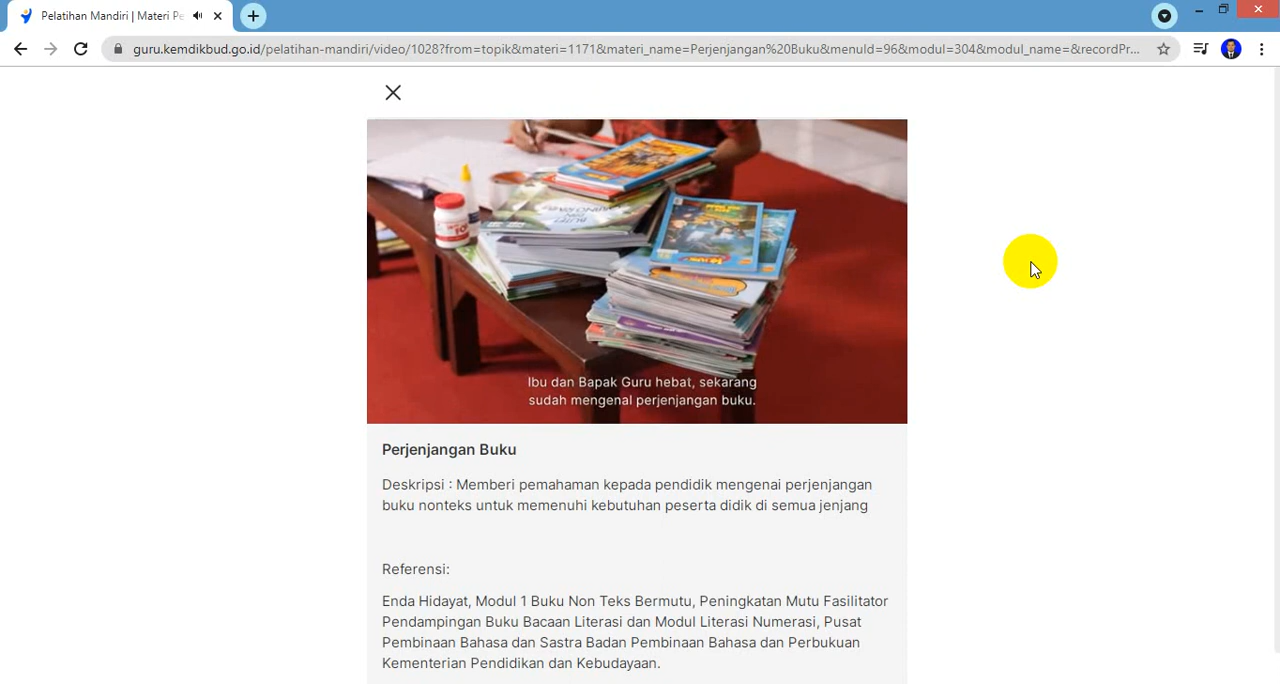 Pelatihan Mandiri | Materi Pe
guru.kemdikbud.go.id/pelatihan-mandiri/video/1028?from=topik&materi=1171&materi_name=Perjenjangan%20Buku&menuId=96&modul=304&modul_name=&recordPr...
Ibu dan Bapak Guru hebat, sekarang
sudah mengenal perjenjangan buku.
Perjenjangan Buku
Deskripsi : Memberi pemahaman kepada pendidik mengenai perjenjangan
buku nonteks untuk memenuhi kebutuhan peserta didik di semua jenjang
Referensi:
Enda Hidayat, Modul 1 Buku Non Teks Bermutu, Peningkatan Mutu Fasilitator
Pendampingan Buku Bacaan Literasi dan Modul Literasi Numerasi, Pusat
Pembinaan Bahasa dan Sastra Badan Pembinaan Bahasa dan Perbukuan
Kementerian Pendidikan dan Kebudayaan.